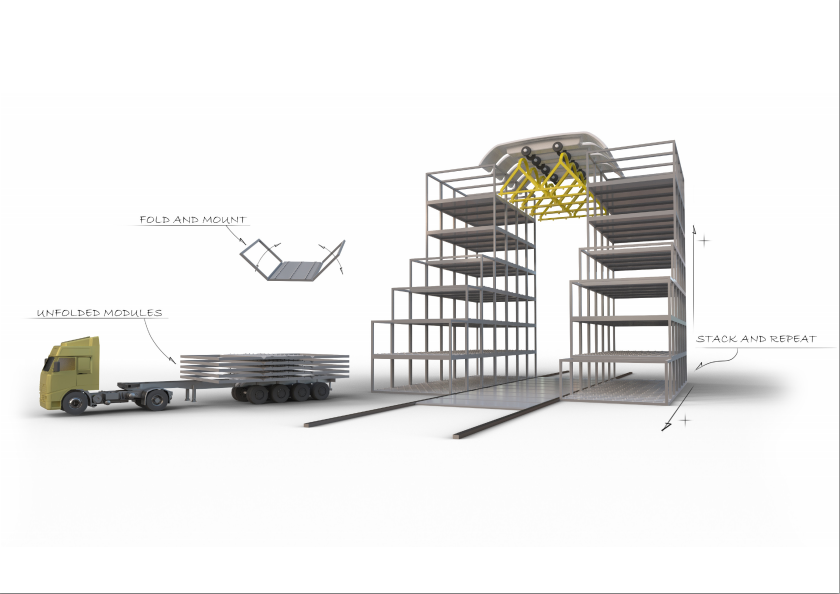 FOLD AND MOUNT
UNFOLDED MODULES
STACK AND REPEAT